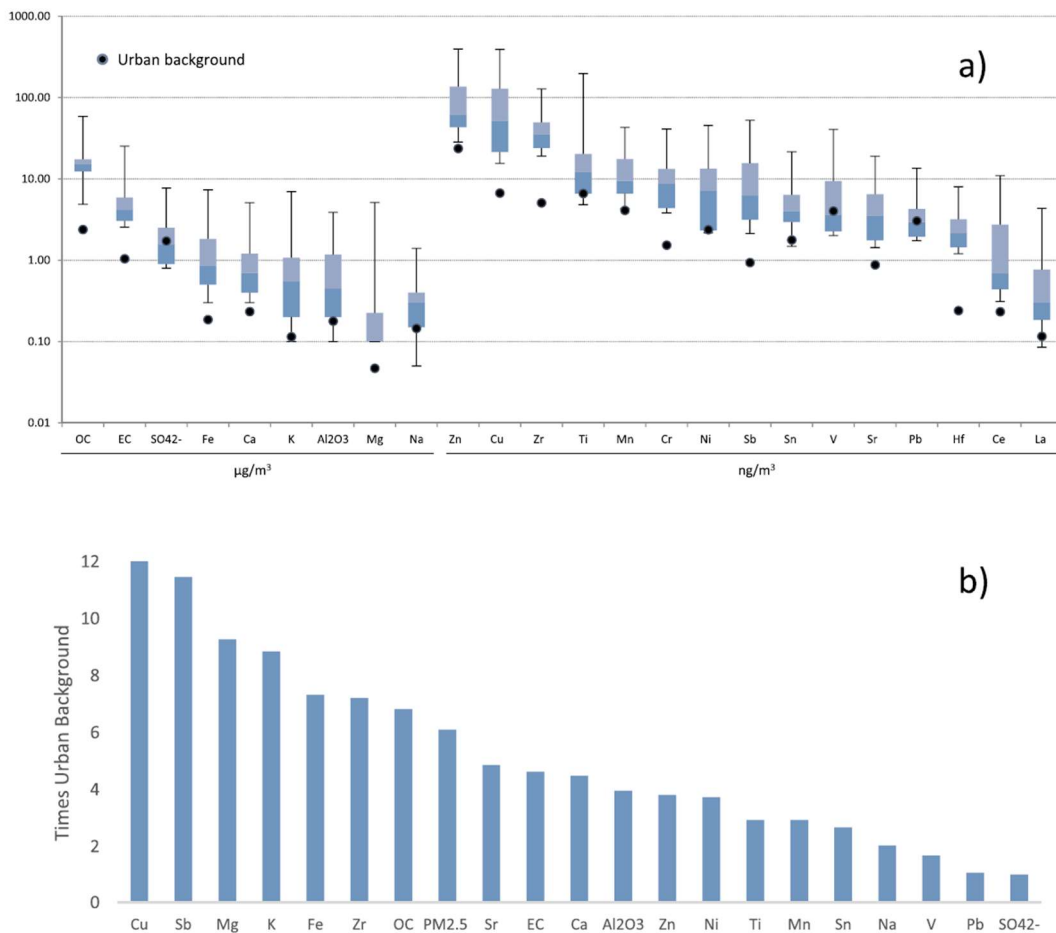 1000.00
a)
Urban background
100.00
10.00
1.00
0.10
0.01
OC EC SO42- Fe Ca K Al2O3 Mg Na Zn Cu Zr Ti Mn Cr Ni Sb Sn V Sr Pb Hf Ce La
µg/m³ ng/m³
b)
Times Urban Background
12
10
8
6
4
2
0
Cu Sb Mg K Fe Zr OC PM2.5 Sr EC Ca Al2O3 Zn Ni Ti Mn Sn Na V Pb SO42-